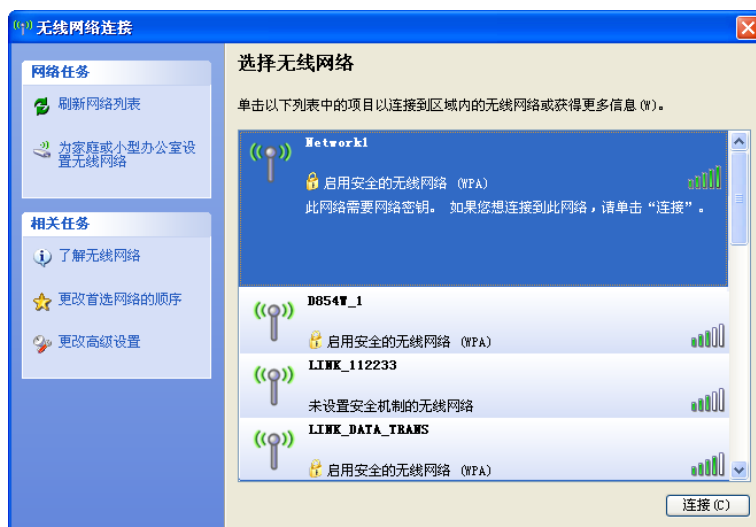 无线网络连接
网络任务
刷新网络列表
为家庭或小型办公室设
置无线网络
相关任务
了解无线网络
更改首选网络的顺序
更改高级设置
选择无线网络
单击以下列表中的项目以连接到区域内的无线网络或获得更多信息(W)。
Network1
启用安全的无线网络 (WPA)
此网络需要网络密钥。 如果您想连接到此网络，请单击“连接”。
D854W_1
启用安全的无线网络 (WPA)
LINK_112233
未设置安全机制的无线网络
LINK_DATA_TRANS
启用安全的无线网络 (WPA)
连接(C)